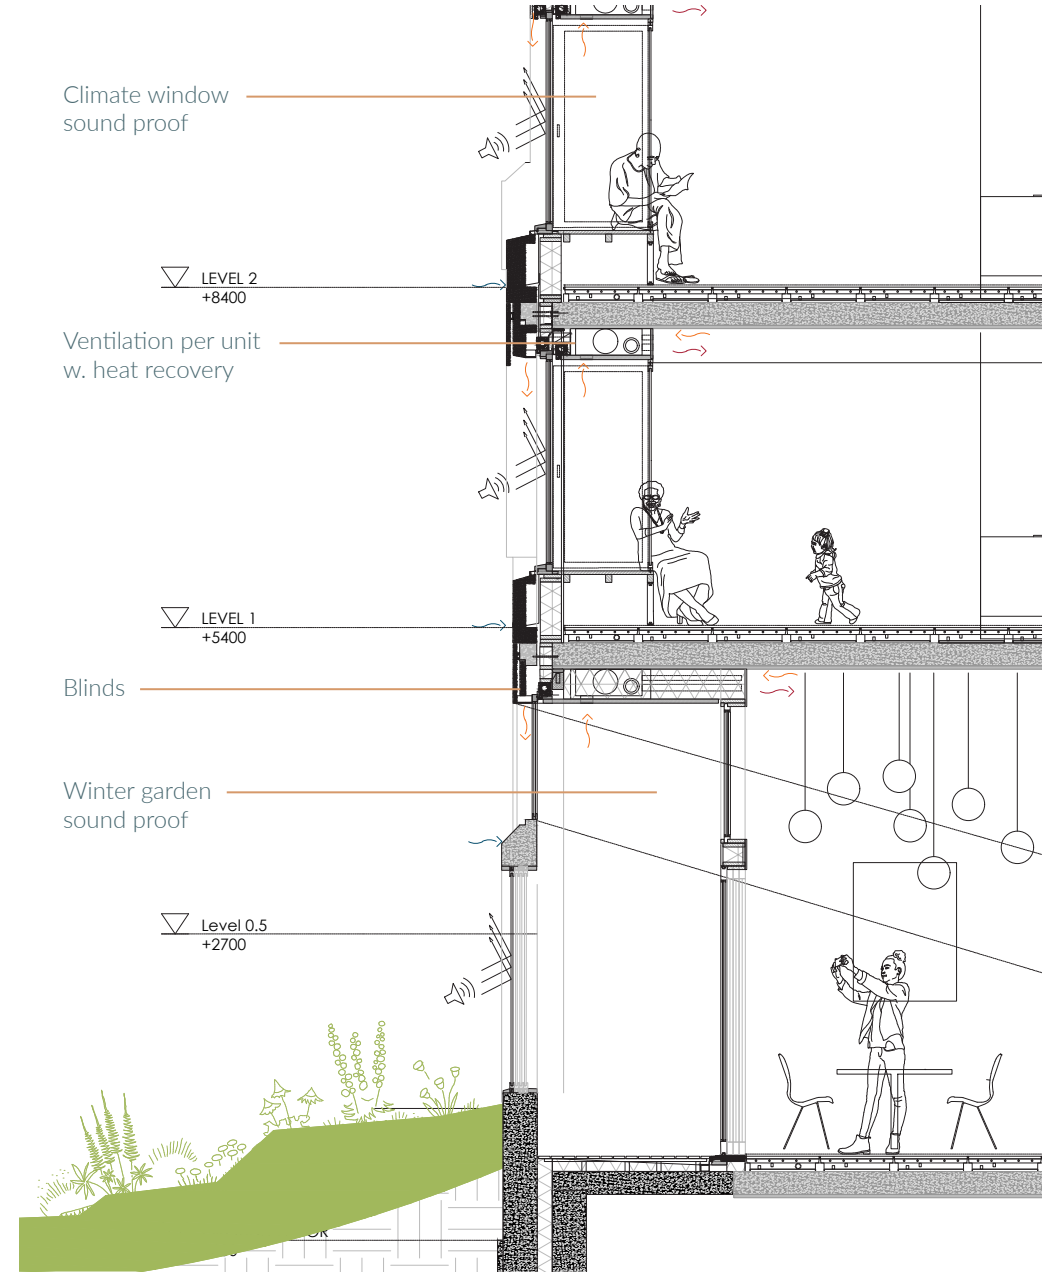 Climate window
sound proof
LEVEL 2
+8400
Ventilation per unit
w. heat recovery
LEVEL 1
+5400
Blinds
Winter garden
sound proof
Level 0.5
+2700